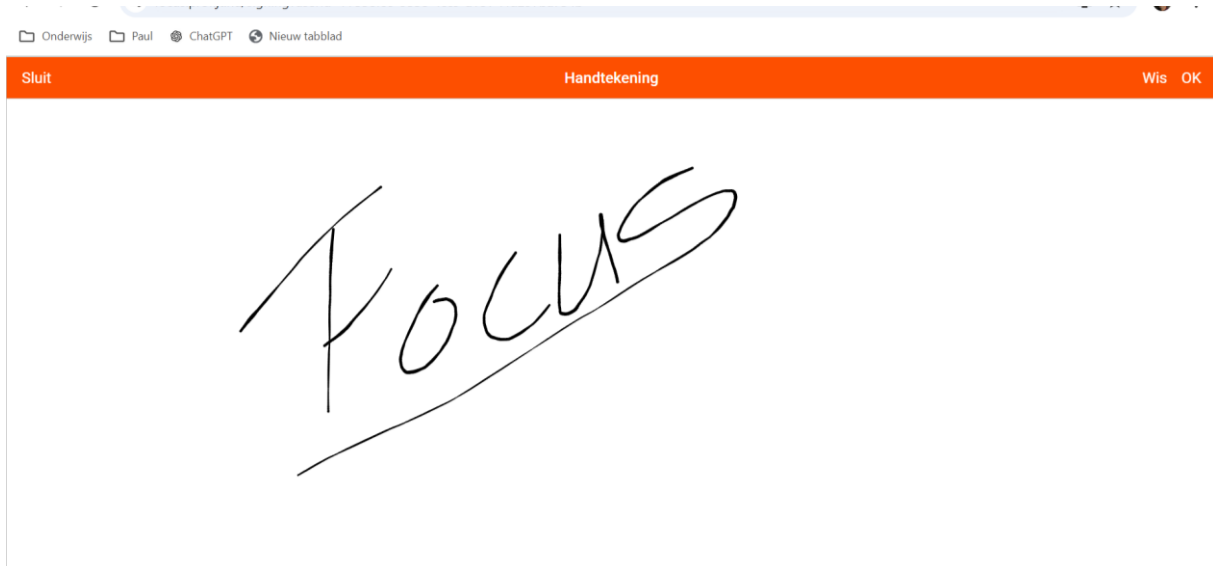 Onderwijs Paul ChatGPT Nieuw tabblad
Sluit Handtekening Wis OK
Focus